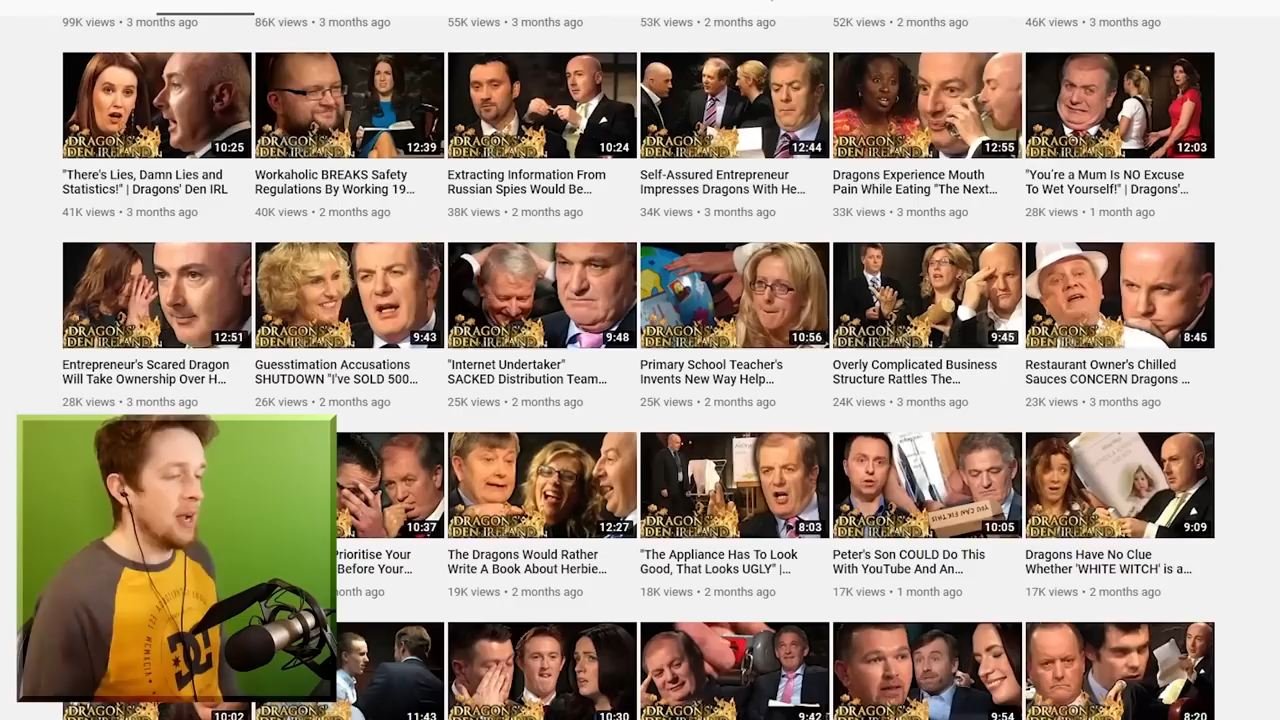 99K views • 3 months ago
86K views • 3 months ago
55K views • 3 months ago
53K views • 2 months ago
52K views • 2 months ago
46K views • 3 months ago
DRAGONS' DEN IRELAND 10:25
DRAGONS' DEN IRELAND 12:39
DRAGONS' DEN IRELAND 10:24
DRAGONS' DEN IRELAND 12:44
DRAGONS' DEN IRELAND 12:55
DRAGONS' DEN IRELAND 12:03
"There's Lies, Damn Lies and
Statistics!" | Dragons' Den IRL
41K views • 3 months ago
Workaholic BREAKS Safety
Regulations By Working 19...
40K views • 2 months ago
Extracting Information From
Russian Spies Would Be...
38K views • 2 months ago
Self-Assured Entrepreneur
Impresses Dragons With He...
34K views • 3 months ago
Dragons Experience Mouth
Pain While Eating "The Next...
33K views • 3 months ago
"You're a Mum Is NO Excuse
To Wet Yourself!" | Dragons'...
28K views • 1 month ago
DRAGONS' DEN IRELAND 12:51
DRAGONS' DEN IRELAND 9:43
DRAGONS' DEN IRELAND 9:48
DRAGONS' DEN IRELAND 10:56
DRAGONS' DEN IRELAND 9:45
DRAGONS' DEN IRELAND 8:45
Entrepreneur's Scared Dragon
Will Take Ownership Over H...
28K views • 3 months ago
Guesstimation Accusations
SHUTDOWN "I've SOLD 500...
26K views • 2 months ago
"Internet Undertaker"
SACKED Distribution Team...
25K views • 2 months ago
Primary School Teacher's
Invents New Way Help...
25K views • 2 months ago
Overly Complicated Business
Structure Rattles The...
24K views • 3 months ago
Restaurant Owner's Chilled
Sauces CONCERN Dragons ...
23K views • 3 months ago
10:37
DRAGONS' DEN IRELAND 12:27
DRAGONS' DEN IRELAND 8:03
YOU CAN FIX THIS
DRAGONS' DEN IRELAND 10:05
DRAGONS' DEN IRELAND 9:09
Prioritise Your
Before Your...
month ago
The Dragons Would Rather
Write A Book About Herbie...
19K views • 2 months ago
"The Appliance Has To Look
Good, That Looks UGLY" |...
18K views • 2 months ago
Peter's Son COULD Do This
With YouTube And An...
17K views • 1 month ago
Dragons Have No Clue
Whether 'WHITE WITCH' is a...
17K views • 2 months ago
DC
10:02
11:43
DRAGONS' 10:30
DRAGONS' 9:42
DRAGONS' 9:54
DRAGONS' 8:20